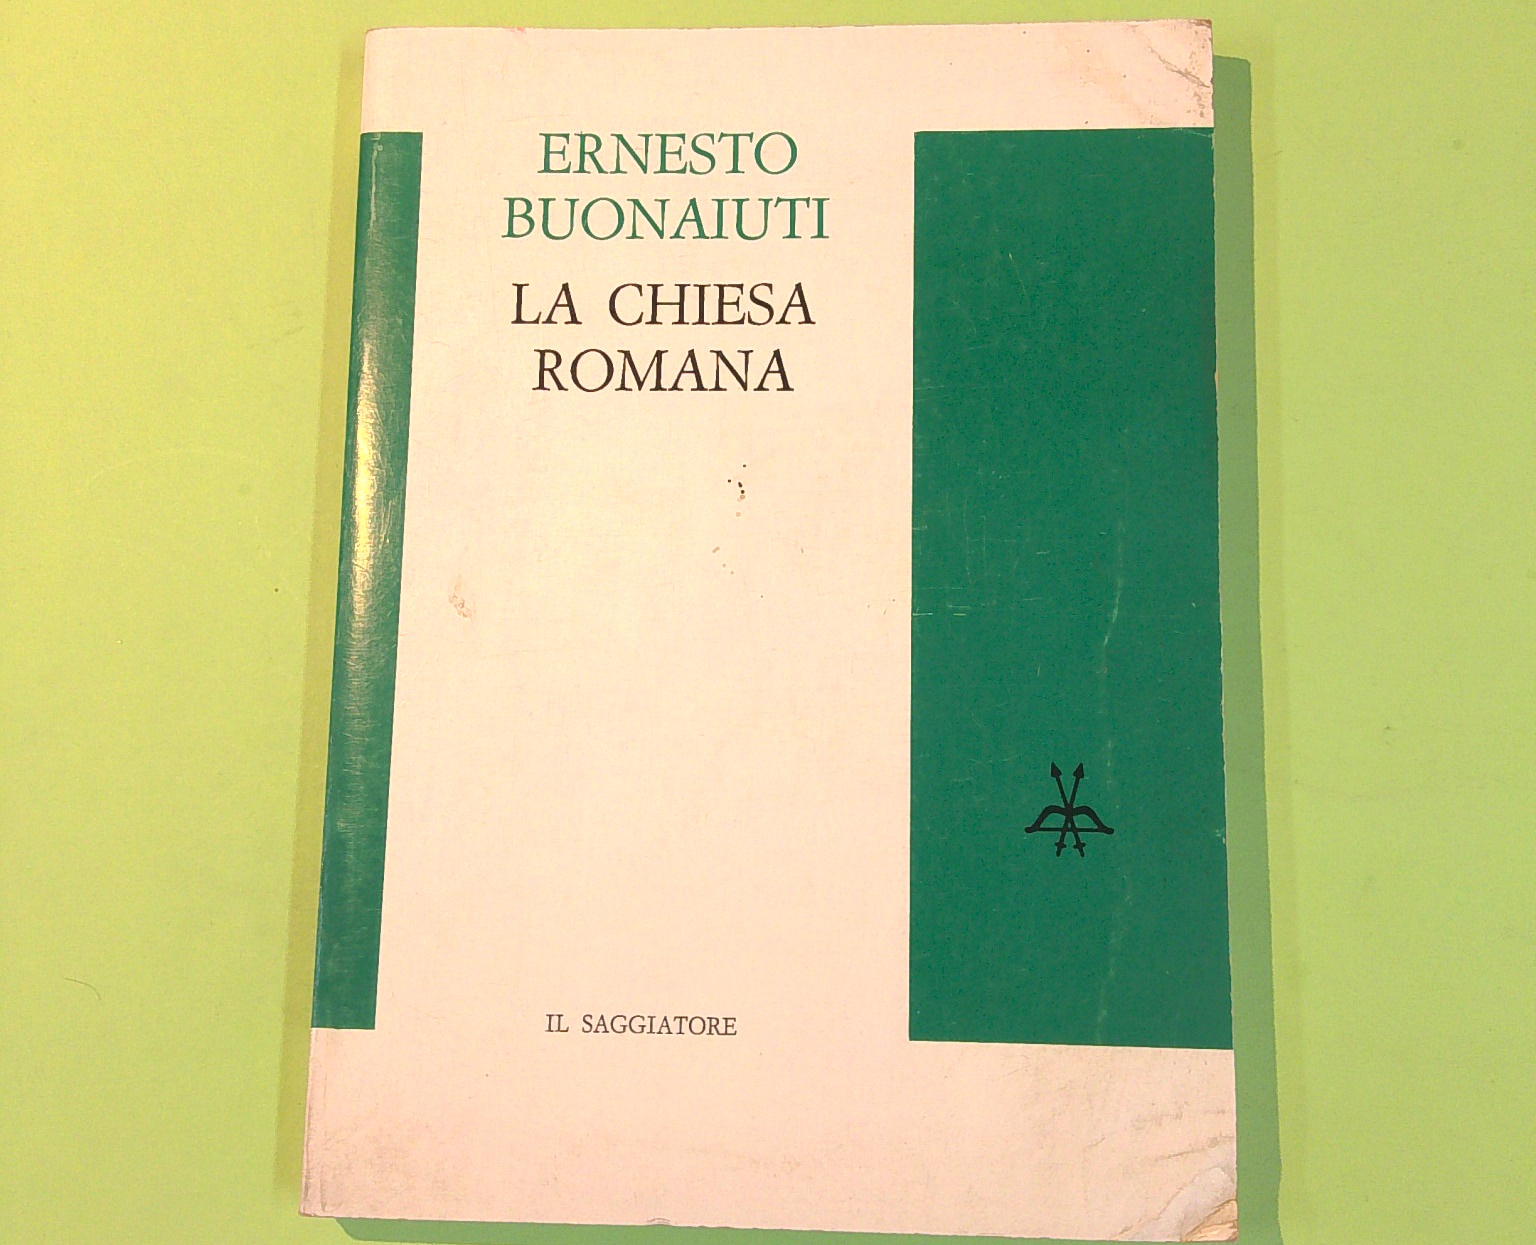 ERNESTO
BUONAIUTI
LA CHIESA
ROMANA
IL SAGGIATORE